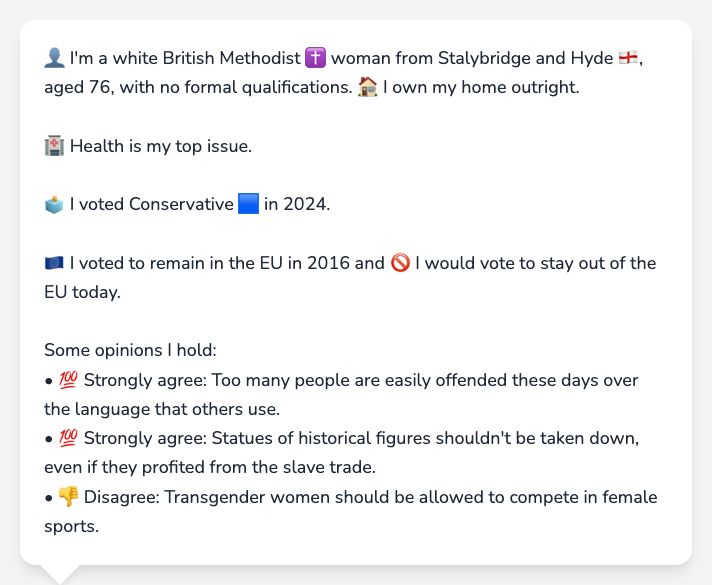 👤 I'm a white British Methodist ✝️ woman from Stalybridge and Hyde 🏴󠁧󠁢󠁥󠁮󠁧󠁿,
aged 76, with no formal qualifications. 🏠 I own my home outright.
🏥 Health is my top issue.
🗳️ I voted Conservative 🟦 in 2024.
🇪🇺 I voted to remain in the EU in 2016 and 🚫 I would vote to stay out of the
EU today.
Some opinions I hold:
• 💯 Strongly agree: Too many people are easily offended these days over
the language that others use.
• 💯 Strongly agree: Statues of historical figures shouldn't be taken down,
even if they profited from the slave trade.
• 👎 Disagree: Transgender women should be allowed to compete in female
sports.